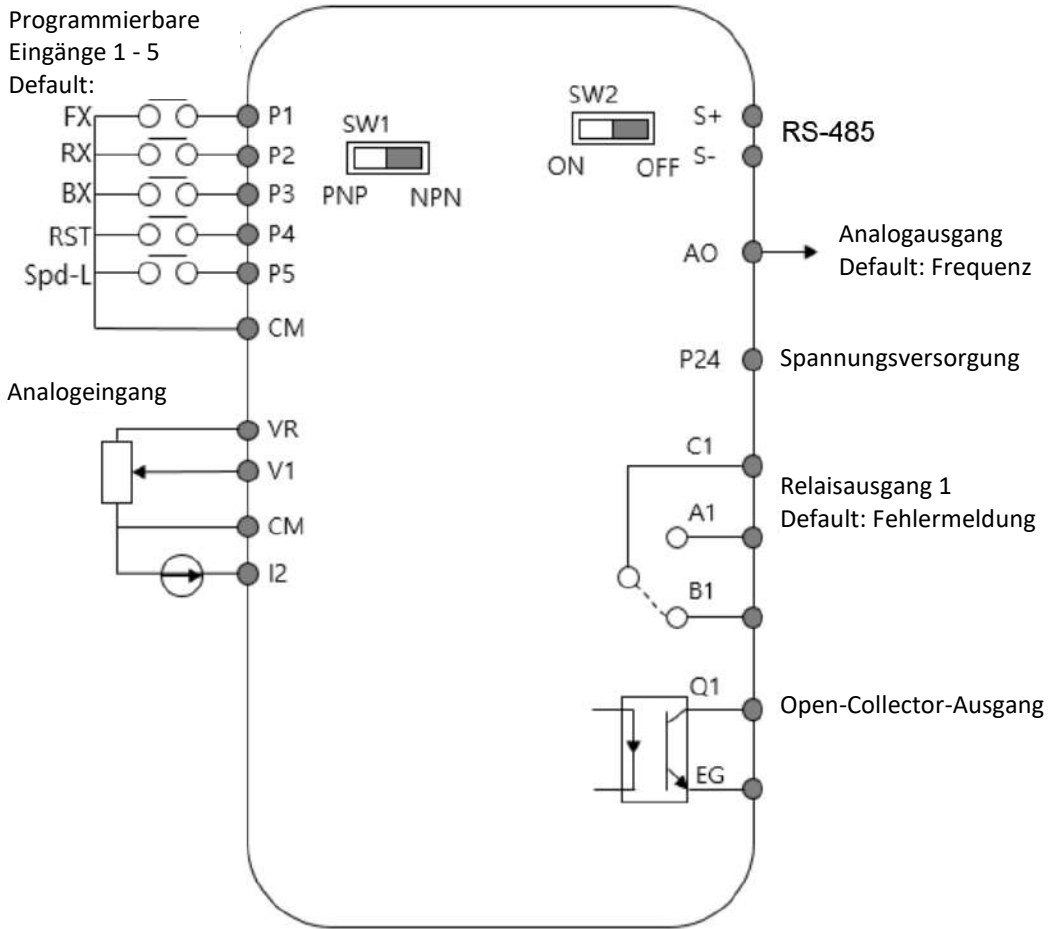 Programmierbare
Eingänge 1 - 5
Default:
FX
P1
RX
P2
BX
P3
RST
P4
Spd-L
P5
CM
SW1
PNP
NPN
SW2
ON
OFF
S+
S-
RS-485
AO
Analogausgang
Default: Frequenz
P24
Spannungsversorgung
Analogeingang
VR
V1
CM
I2
C1
A1
B1
Relaisausgang 1
Default: Fehlermeldung
Q1
EG
Open-Collector-Ausgang